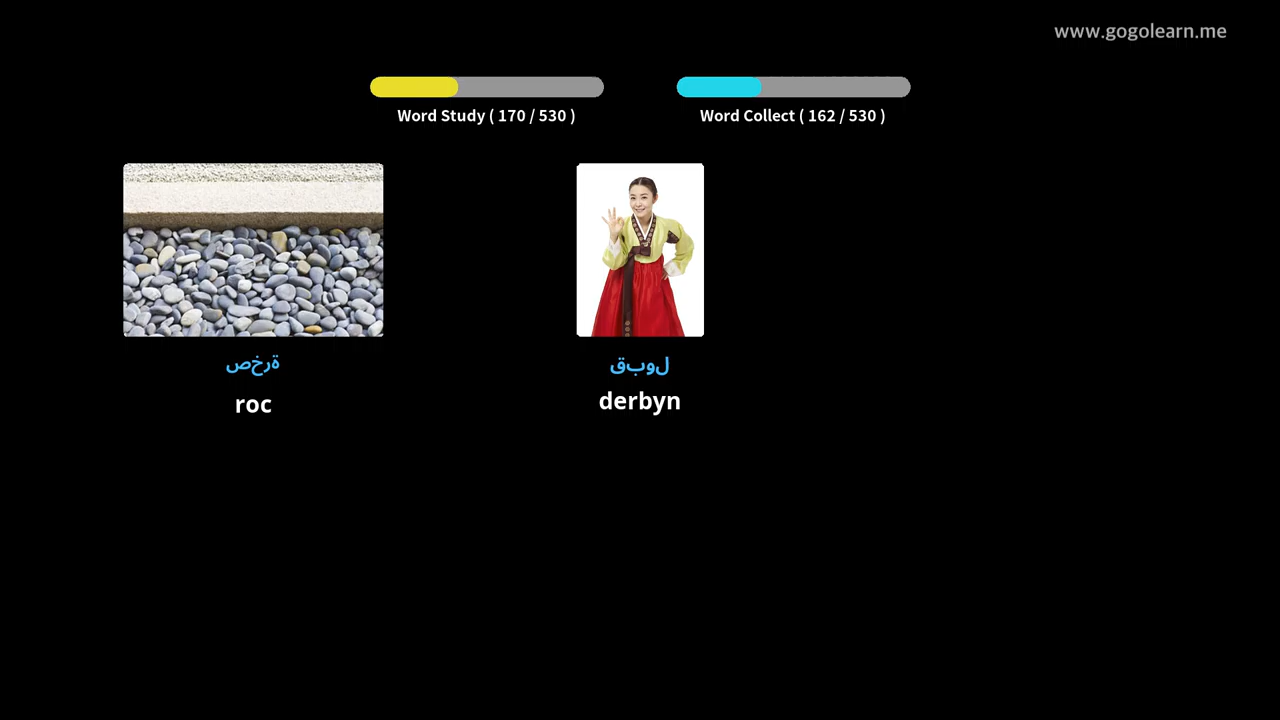 www.gogolearn.me
Word Study ( 170 / 530 )
Word Collect ( 162 / 530 )
ةرخص
roc
لوبق
derbyn